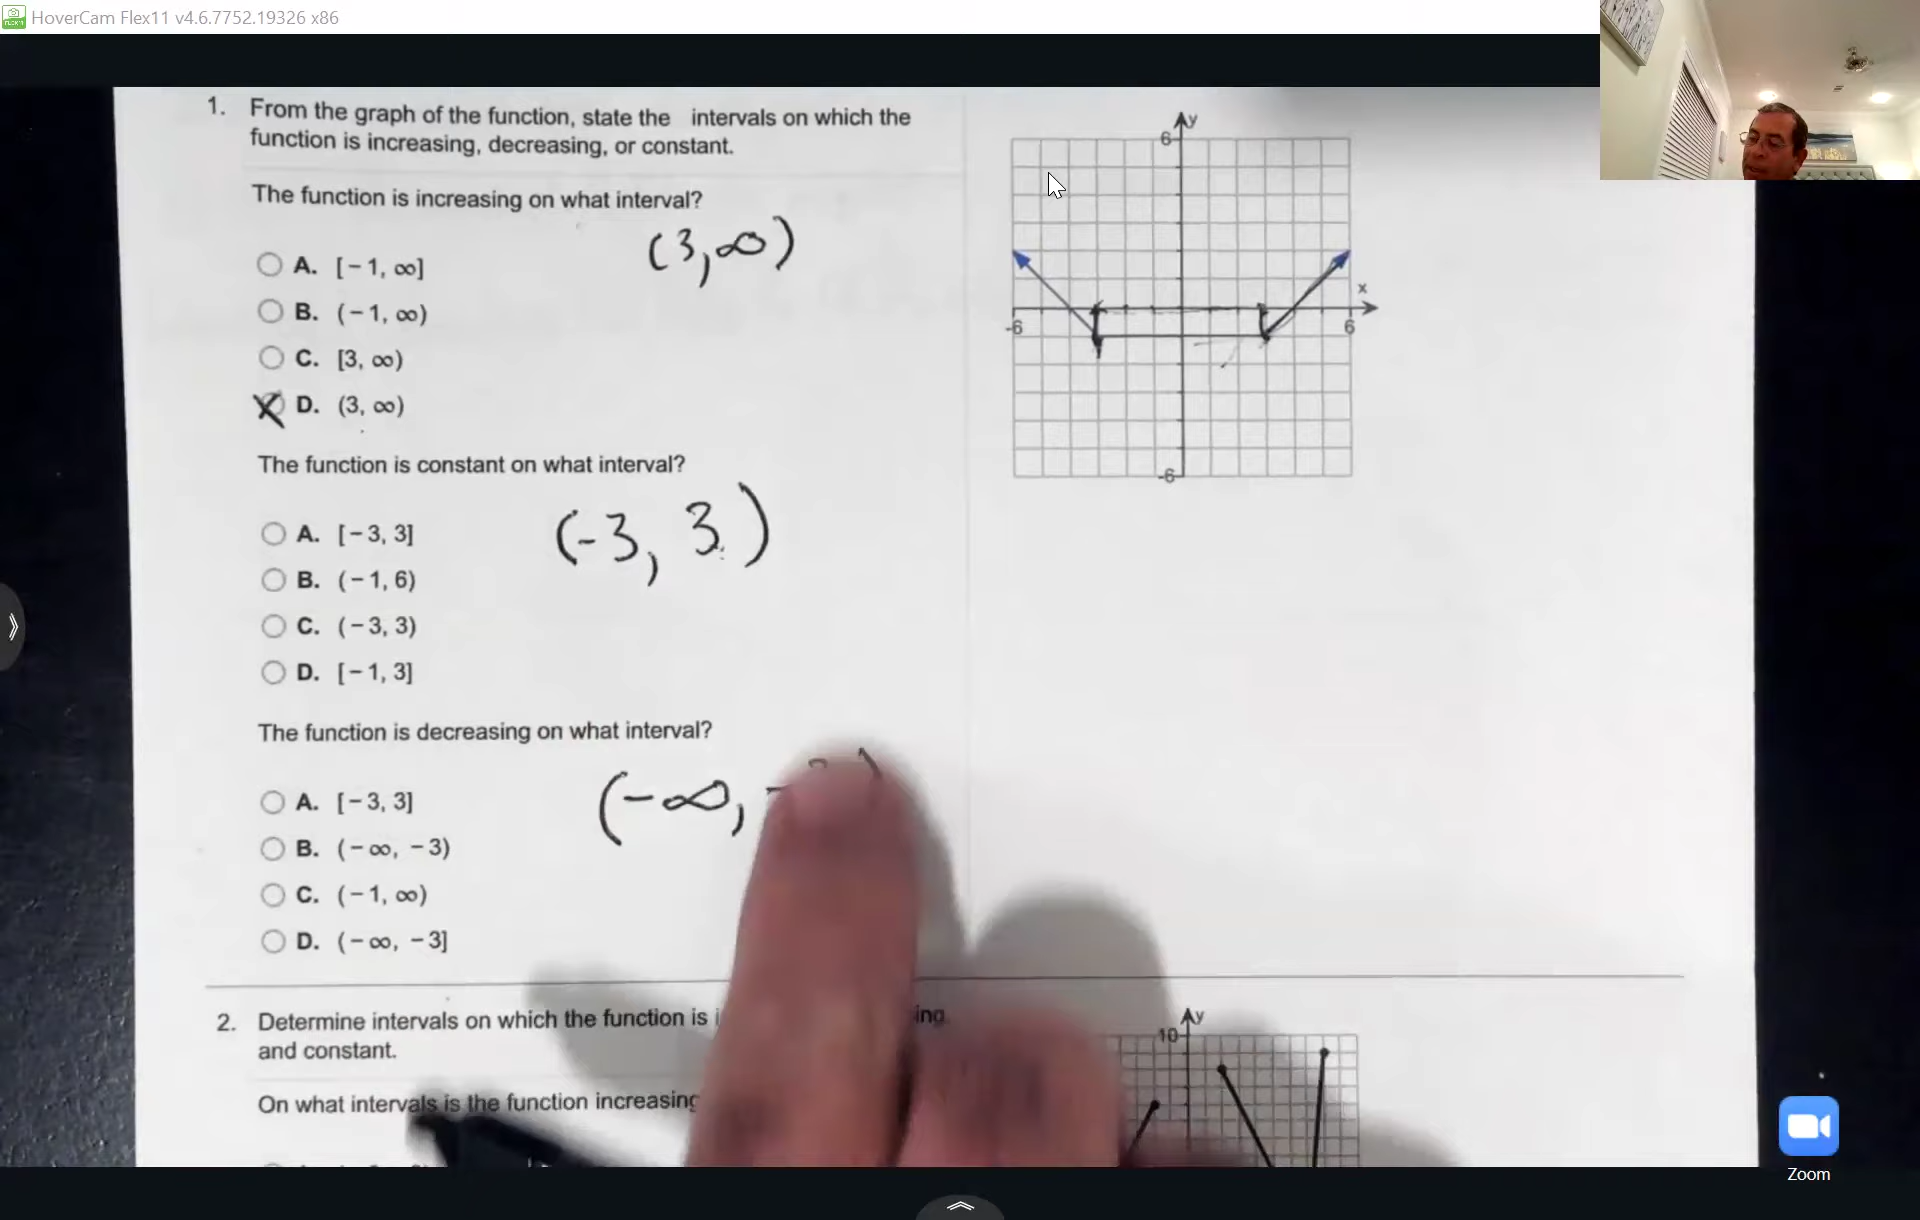 HoverCam Flex11 v4.6.7752.19326 x86
1. From the graph of the function, state the intervals on which the
function is increasing, decreasing, or constant.
The function is increasing on what interval?
(3, ∞)
A. [−1, ∞]
B. (−1, ∞)
C. [3, ∞)
X D. (3, ∞)
The function is constant on what interval?
(-3, 3)
A. [−3, 3]
B. (−1, 6)
C. (−3, 3)
D. [−1, 3]
The function is decreasing on what interval?
(-∞, -
A. [−3, 3]
B. (−∞, −3)
C. (−1, ∞)
D. (−∞, −3]
y
6
x
-6
6
-6
2. Determine intervals on which the function is
and constant.
On what intervals is the function increasing
y
10
Zoom